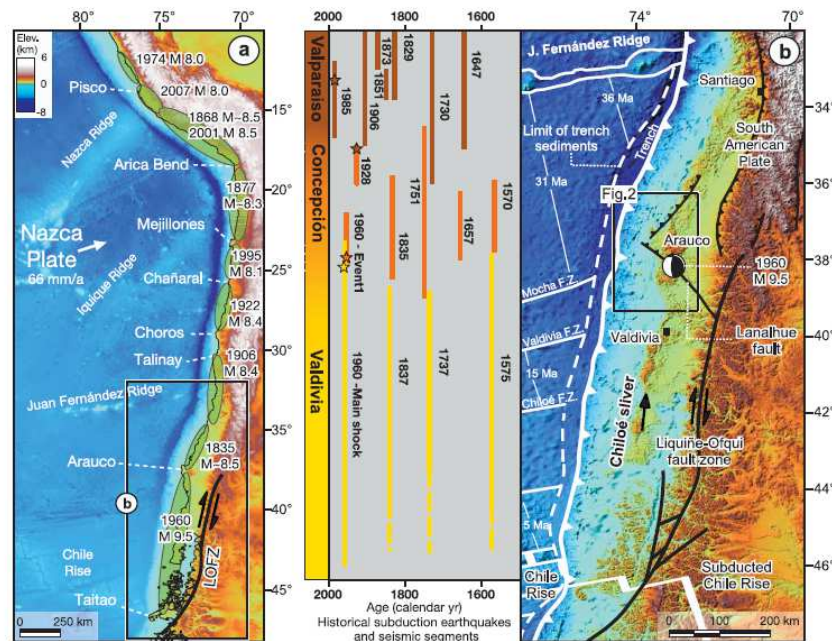 80°
75°
70°
Elev.
(km)
6
-8
a
1974 M 8.0
Pisco
2007 M 8.0
15°
1868 M~8.5
2001 M 8.5
Nazca Ridge
Arica Bend
20°
1877
M~8.3
Mejillones
Nazca
Plate
66 mm/a
Iquique Ridge
1995
M 8.1
25°
Chañaral
1922
M 8.4
Choros
30°
Talinay
1906
M 8.4
Juan Fernández Ridge
35°
1835
M~8.5
Arauco
b
40°
1960
M 9.5
LOFZ
Chile
Rise
45°
Taitao
0 250 km
2000 1800 1600
Valparaiso
Concepción
Valdivia
1985
1906
1873
1851
1829
1730
1647
1928
1751
1657
1570
1960 - Event1
1835
1960 -Main shock
1837
1737
1575
2000 1800 1600
Age (calendar yr)
Historical subduction earthquakes
and seismic segments
74°
70°
b
J. Fernández Ridge
Santiago
34°
36 Ma
Limit of trench
sediments
Trench
South
American
Plate
31 Ma
36°
Fig.2
Arauco
38°
1960
M 9.5
Mocha F.Z.
Valdivia F.Z.
Valdivia
Lanalhue
fault
40°
15 Ma
Chiloé F.Z.
Chiloé sliver
42°
Liquiñe-Ofqui
fault zone
44°
5 Ma
Chile
Rise
Subducted
Chile Rise
46°
0 100 200 km